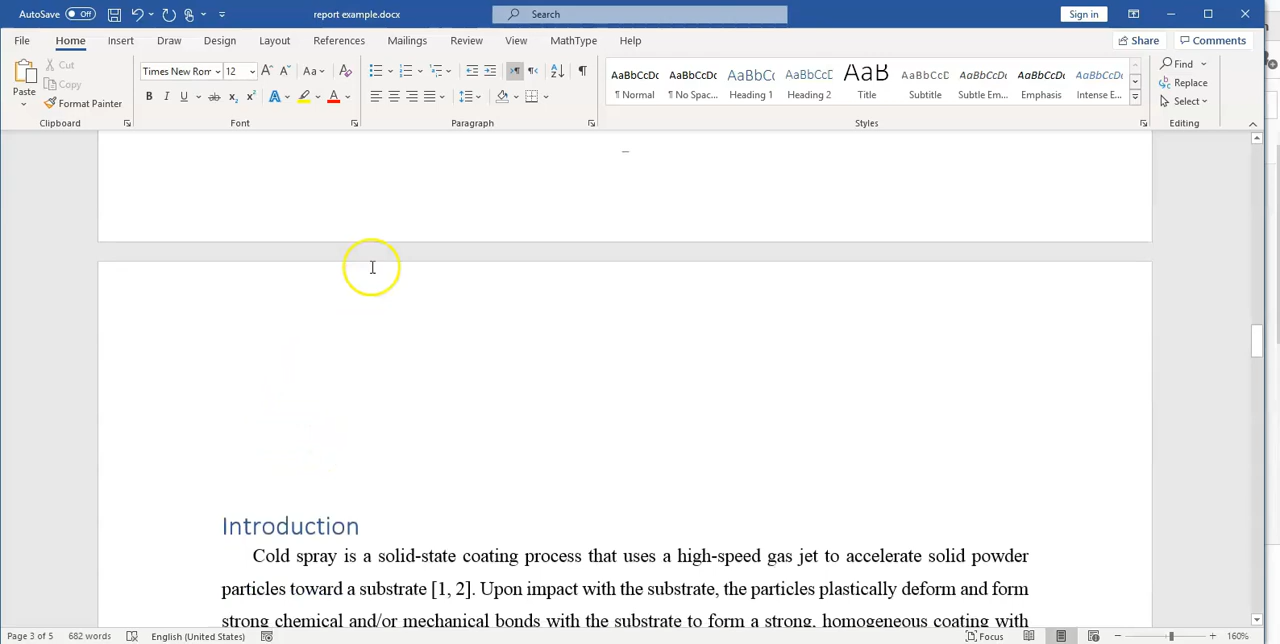 AutoSave Off report example.docx Search Sign in
File Home Insert Draw Design Layout References Mailings Review View MathType Help Share Comments
Paste Cut Copy Format Painter
Times New Rom 12
AaBbCcDc AaBbCcDc AaBbCc AaBbCcD AaB AaBbCcD AaBbCcDc AaBbCcDc AaBbCcDc
¶ Normal ¶ No Spac... Heading 1 Heading 2 Title Subtitle Subtle Em... Emphasis Intense E...
Find Replace Select
Clipboard Font Paragraph Styles Editing
Introduction
Cold spray is a solid-state coating process that uses a high-speed gas jet to accelerate solid powder
particles toward a substrate [1, 2]. Upon impact with the substrate, the particles plastically deform and form
strong chemical and/or mechanical bonds with the substrate to form a strong, homogeneous coating with
Page 3 of 5 682 words English (United States) Focus 160%